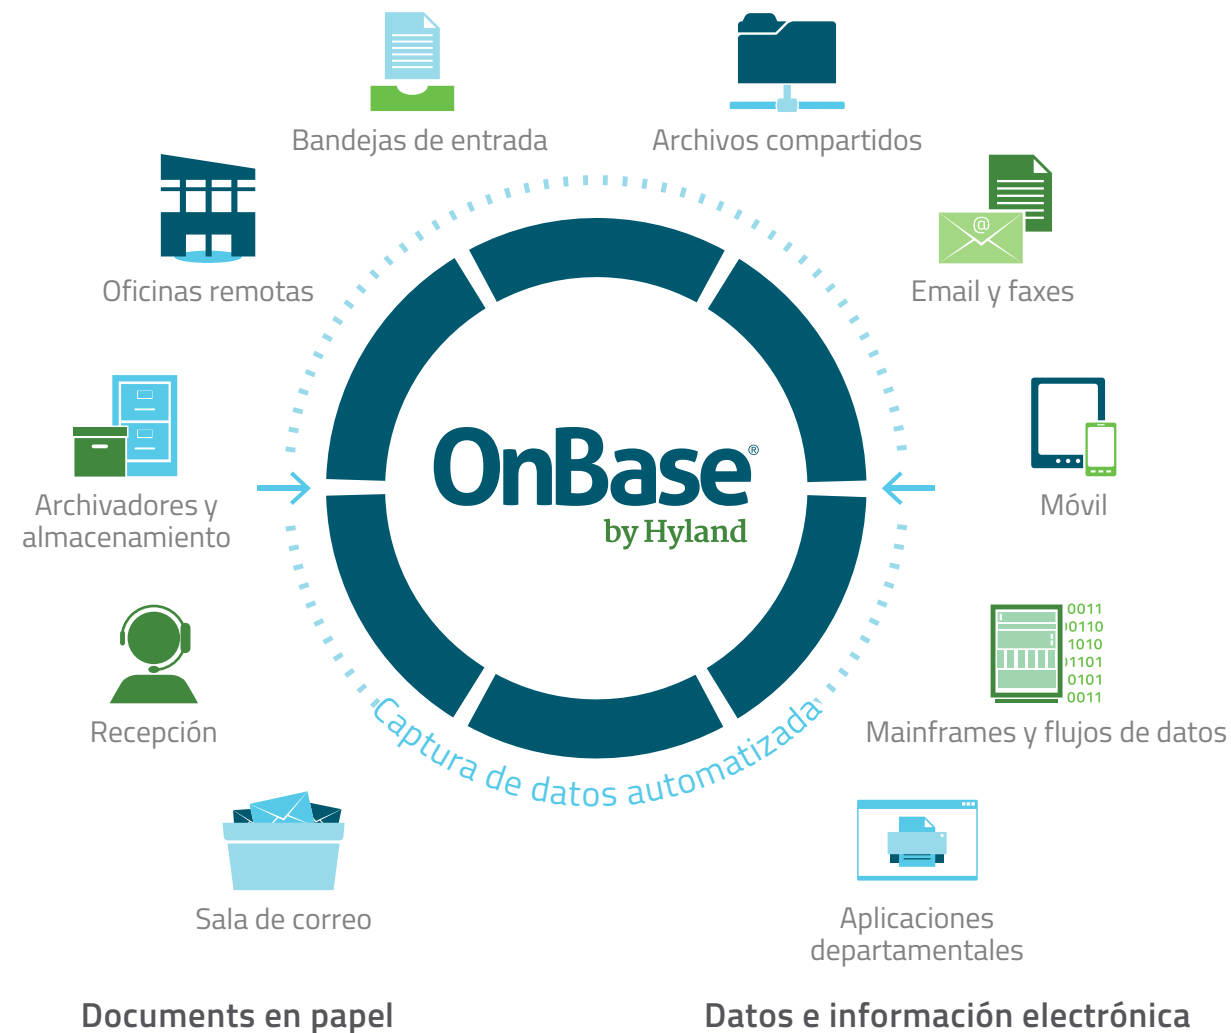 Bandejas de entrada
Archivos compartidos
Oficinas remotas
@
Email y faxes
OnBase®
by Hyland
Archivadores y
almacenamiento
Móvil
0011
0110
1010
1101
0101
0011
Recepción
Mainframes y flujos de datos
Captura de datos automatizada
Sala de correo
Aplicaciones
departamentales
Documents en papel
Datos e información electrónica